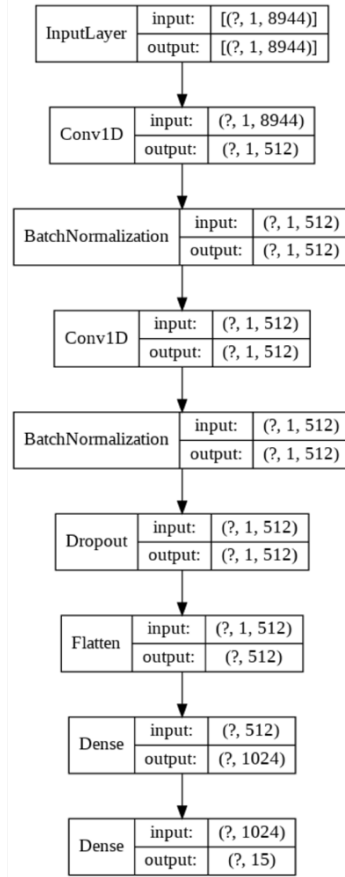 InputLayer
input: [(?, 1, 8944)]
output: [(?, 1, 8944)]
Conv1D
input: (?, 1, 8944)
output: (?, 1, 512)
BatchNormalization
input: (?, 1, 512)
output: (?, 1, 512)
Conv1D
input: (?, 1, 512)
output: (?, 1, 512)
BatchNormalization
input: (?, 1, 512)
output: (?, 1, 512)
Dropout
input: (?, 1, 512)
output: (?, 1, 512)
Flatten
input: (?, 1, 512)
output: (?, 512)
Dense
input: (?, 512)
output: (?, 1024)
Dense
input: (?, 1024)
output: (?, 15)